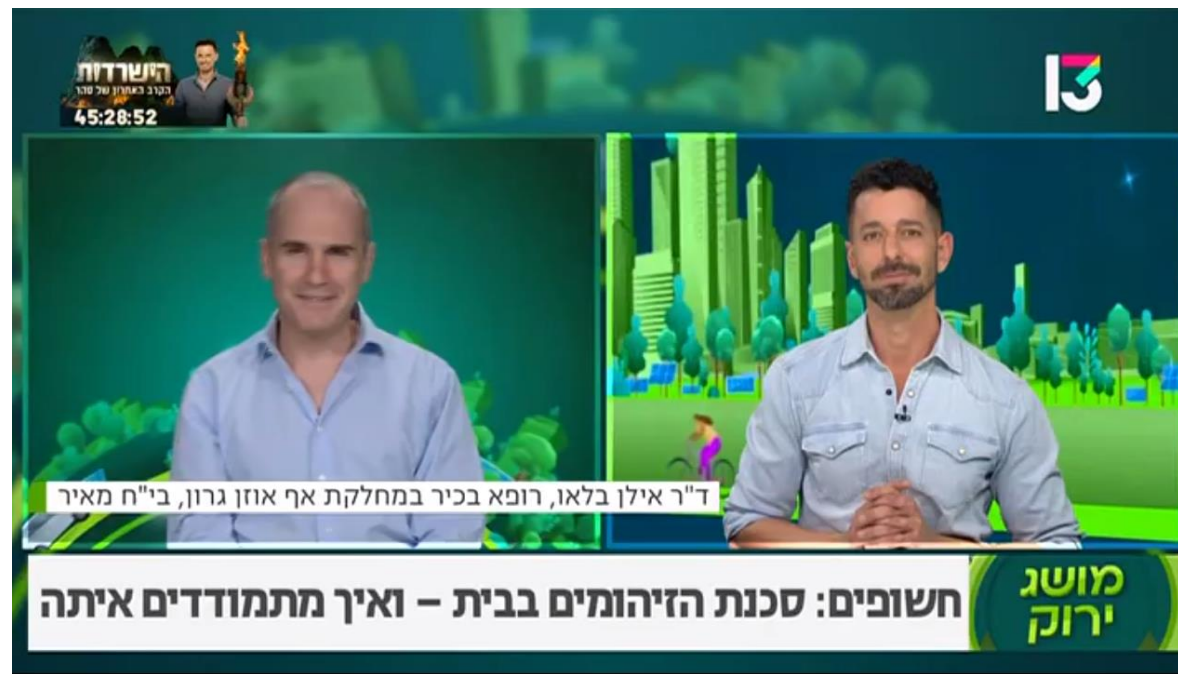 הישרדות
הקרב האחרון של סהר
45:28:52
13
ד"ר אילן בלאו, רופא בכיר במחלקת אף אוזן גרון, בי"ח מאיר
חשופים: סכנת הזיהומים בבית – ואיך מתמודדים איתה
מושג
ירוק